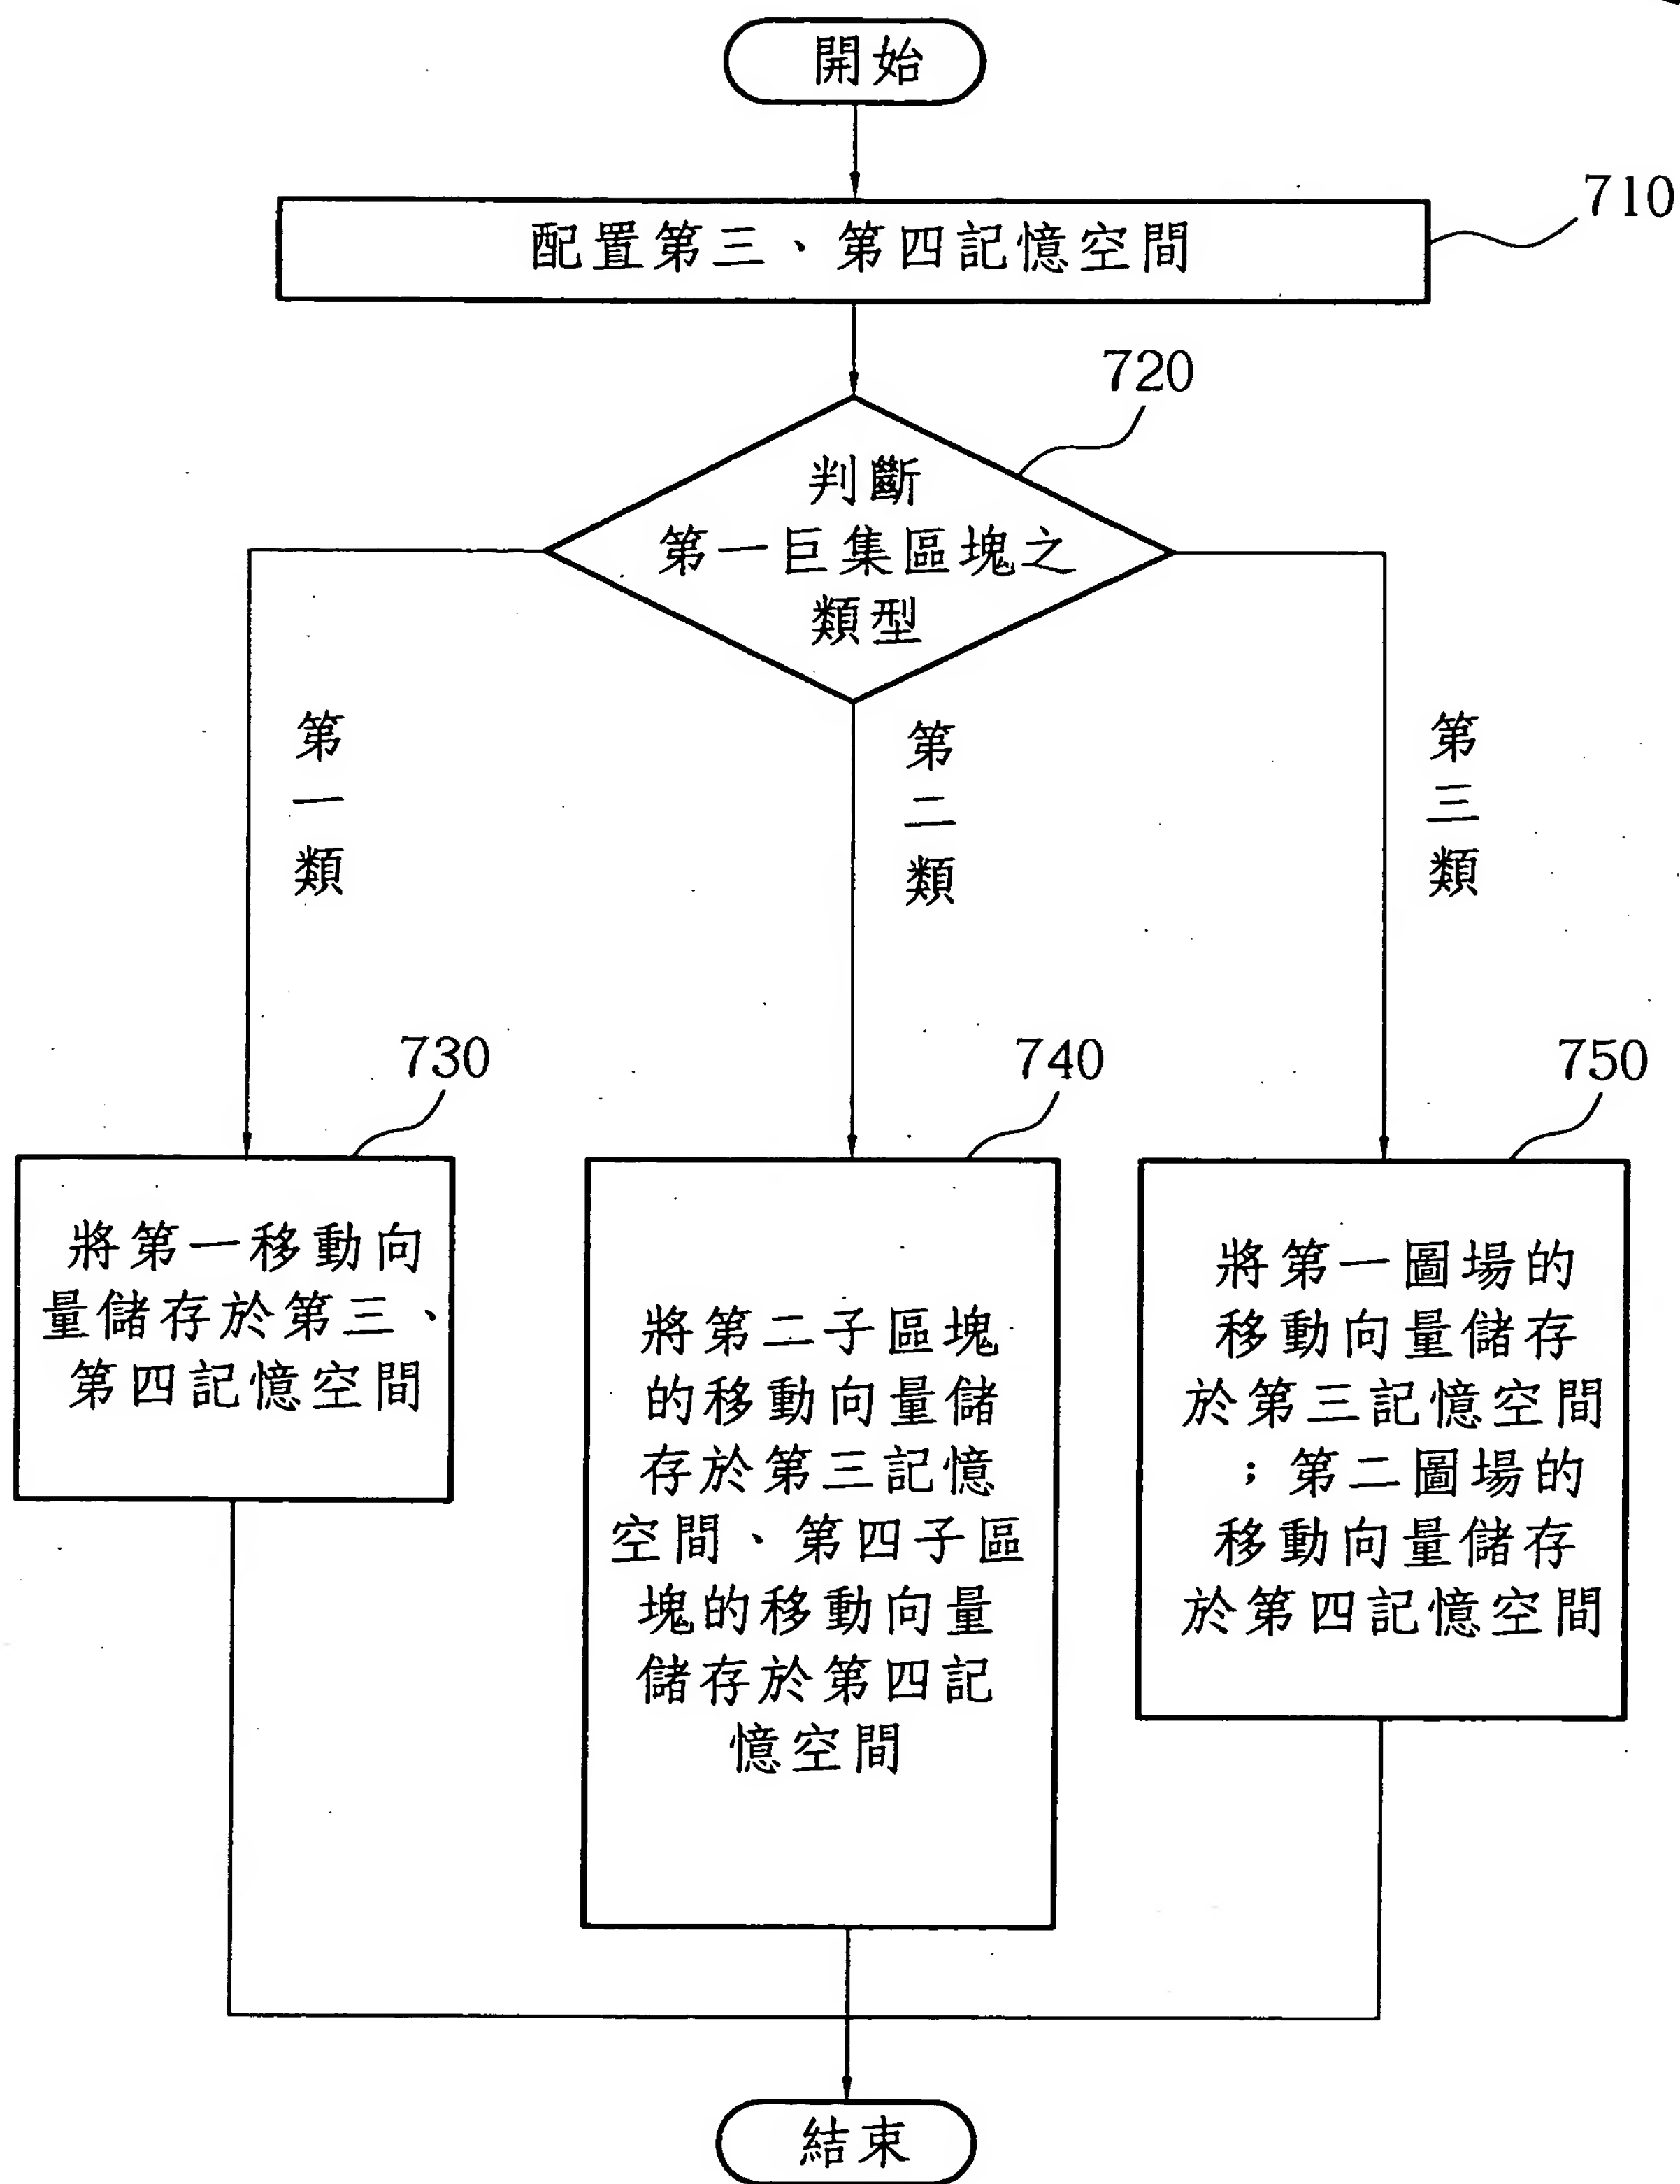 開始
710
配置第三、第四記憶空間
720
判斷
第一巨集區塊之
類型
第一類
第二類
第三類
730
將第一移動向
量儲存於第三、
第四記憶空間
740
將第二子區塊
的移動向量儲
存於第三記憶
空間、第四子區
塊的移動向量
儲存於第四記
憶空間
750
將第一圖場的
移動向量儲存
於第三記憶空間
；第二圖場的
移動向量儲存
於第四記憶空間
結束